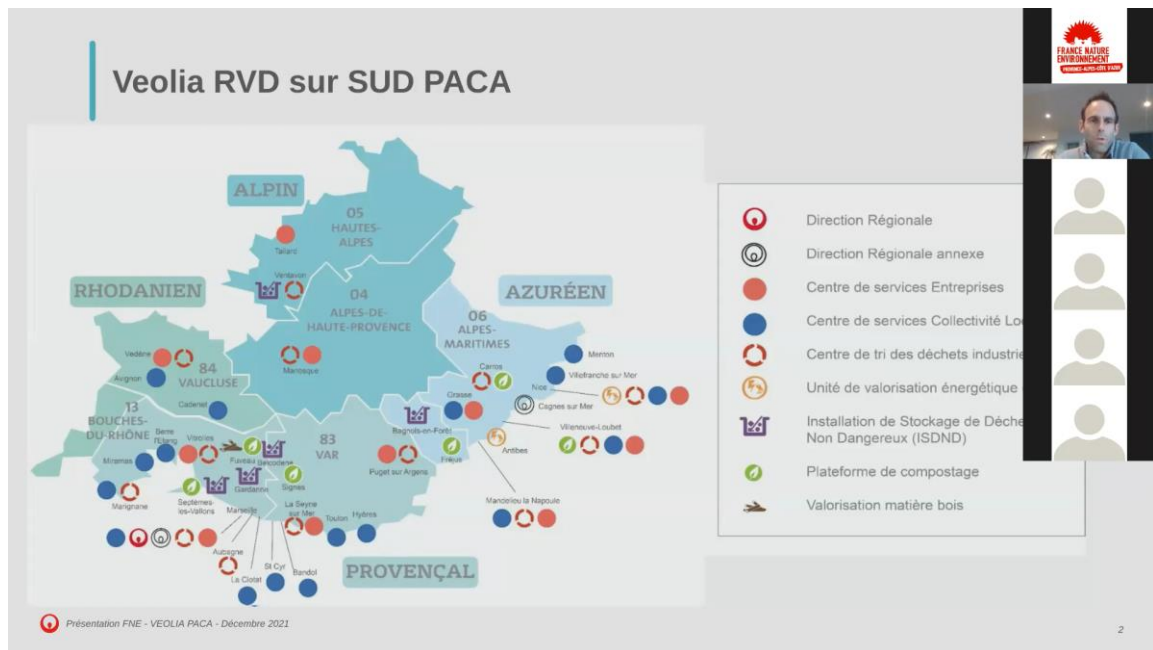 Veolia RVD sur SUD PACA
FRANCE NATURE
ENVIRONNEMENT
PROVENCE-ALPES-CÔTE D'AZUR
ALPIN
05
HAUTES-
ALPES
Tallard
Ventavon
RHODANIEN
04
ALPES-DE-
HAUTE-PROVENCE
AZURÉEN
06
ALPES-
MARITIMES
Vedène
Avignon
84
VAUCLUSE
Manosque
Cadenet
Menton
Villefranche sur Mer
Carros
Nice
Grasse
Cagnes sur Mer
13
BOUCHES-
DU-RHÔNE
Berre
l'Etang
Vitrolles
83
VAR
Bagnols-en-Forêt
Villeneuve-Loubet
Miramas
Fuveau
Fréjus
Antibes
Puget sur Argens
Marignane
Septèmes-
les-Vallons
Gardanne
Signes
Marseille
La Seyne
sur Mer
Toulon
Hyères
Mandelieu la Napoule
Aubagne
La Ciotat
St Cyr
Bandol
PROVENÇAL
Direction Régionale
Direction Régionale annexe
Centre de services Entreprises
Centre de services Collectivité Lo
Centre de tri des déchets industrie
Unité de valorisation énergétique
Installation de Stockage de Déche
Non Dangereux (ISDND)
Plateforme de compostage
Valorisation matière bois
Présentation FNE - VEOLIA PACA - Décembre 2021
2